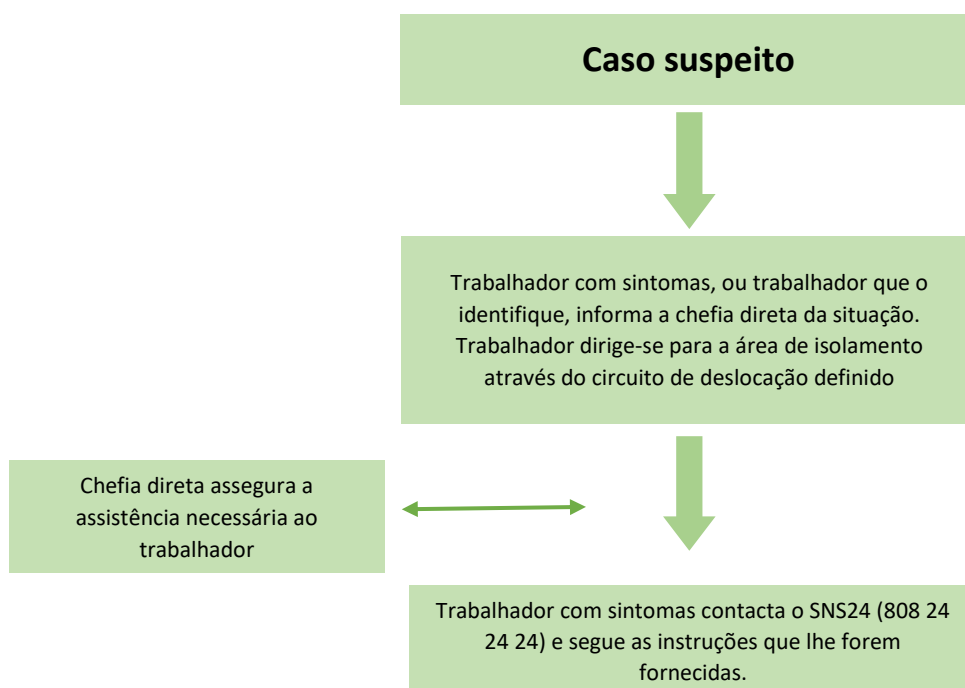 Caso suspeito
Trabalhador com sintomas, ou trabalhador que o
identifique, informa a chefia direta da situação.
Trabalhador dirige-se para a área de isolamento
através do circuito de deslocação definido
Chefia direta assegura a
assistência necessária ao
trabalhador
Trabalhador com sintomas contacta o SNS24 (808 24
24 24) e segue as instruções que lhe forem
fornecidas.